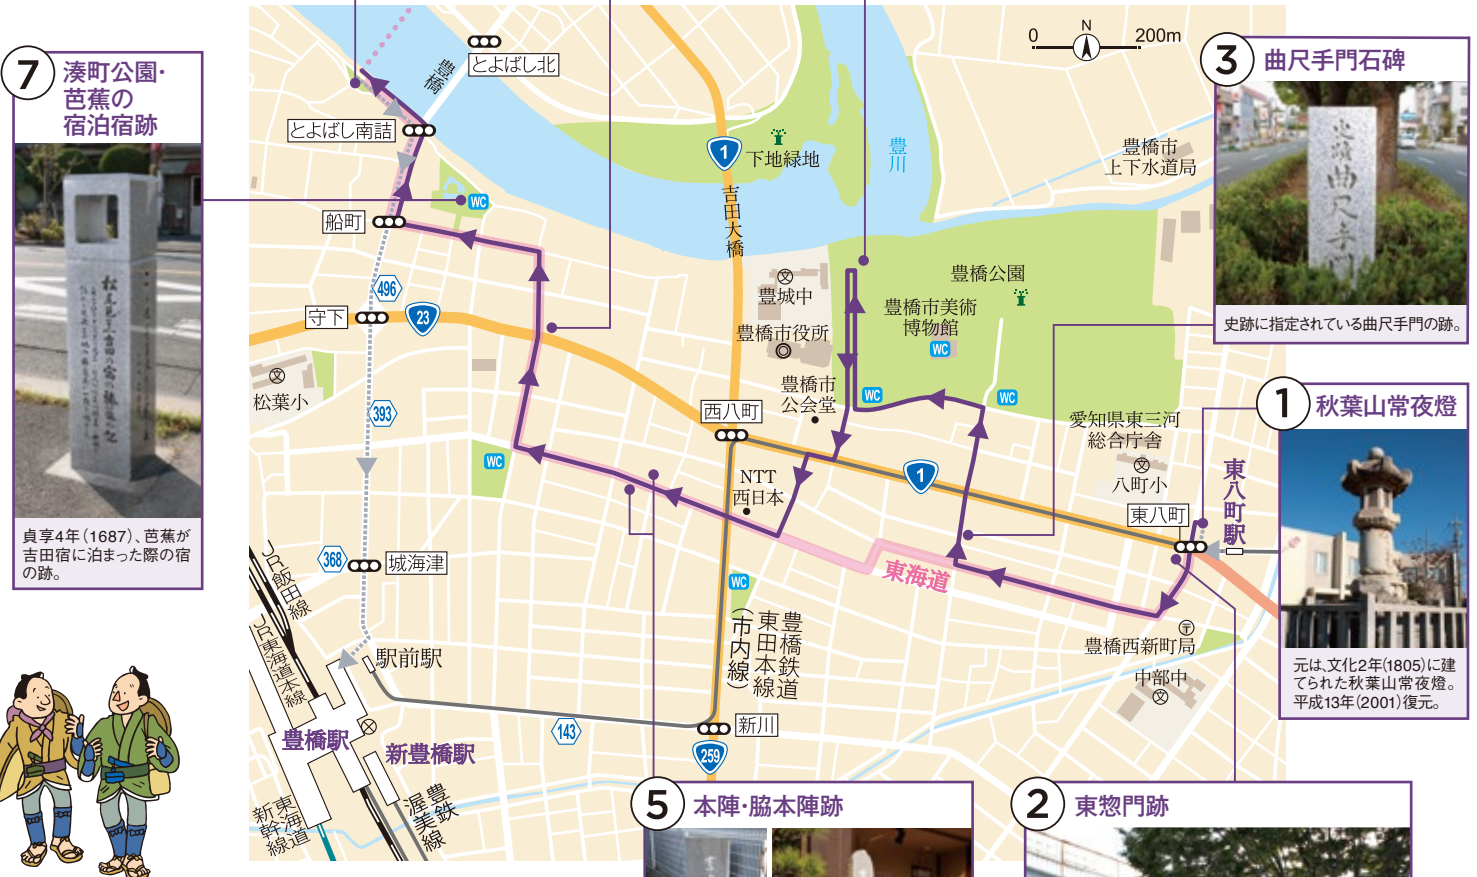 7
湊町公園・
芭蕉の
宿泊宿跡
貞享4年(1687)、芭蕉が
吉田宿に泊まった際の宿
の跡。
とよばし北
豊橋
とよばし南詰
船町
WC
496
守下
23
松葉小
393
368
城海津
JR飯田線
JR東海道本線
駅前駅
豊橋駅
新豊橋駅
東海道
新幹線
豊鉄
渥美線
143
新川
259
豊橋鉄道
東田本線
(市内線)
WC
WC
1
下地緑地
吉田大橋
豊川
0
N
200m
豊橋市
上下水道局
豊城中
豊橋市役所
豊橋公園
豊橋市美術
博物館
WC
WC
WC
豊橋市
公会堂
西八町
NTT
西日本
1
愛知県東三河
総合庁舎
八町小
東八町
東八町駅
東海道
豊橋西新町局
中部中
3
曲尺手門石碑
曲尺手門
史跡に指定されている曲尺手門の跡。
1
秋葉山常夜燈
元は、文化2年(1805)に建
てられた秋葉山常夜燈。
平成13年(2001)復元。
5
本陣・脇本陣跡
2
東惣門跡